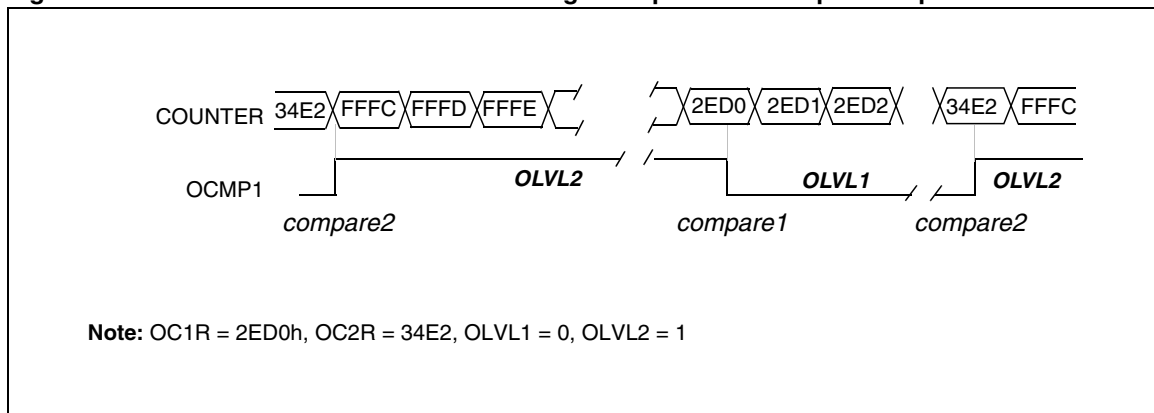 COUNTER 34E2 FFFC FFFD FFFE 2ED0 2ED1 2ED2 34E2 FFFC
OCMP1 OLVL2 OLVL1 OLVL2
compare2 compare1 compare2
Note: OC1R = 2ED0h, OC2R = 34E2, OLVL1 = 0, OLVL2 = 1